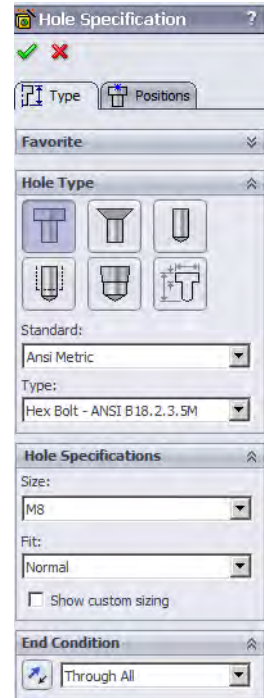 Hole Specification ?
Type Positions
Favorite
Hole Type
Standard:
Ansi Metric
Type:
Hex Bolt - ANSI B18.2.3.5M
Hole Specifications
Size:
M8
Fit:
Normal
Show custom sizing
End Condition
Through All